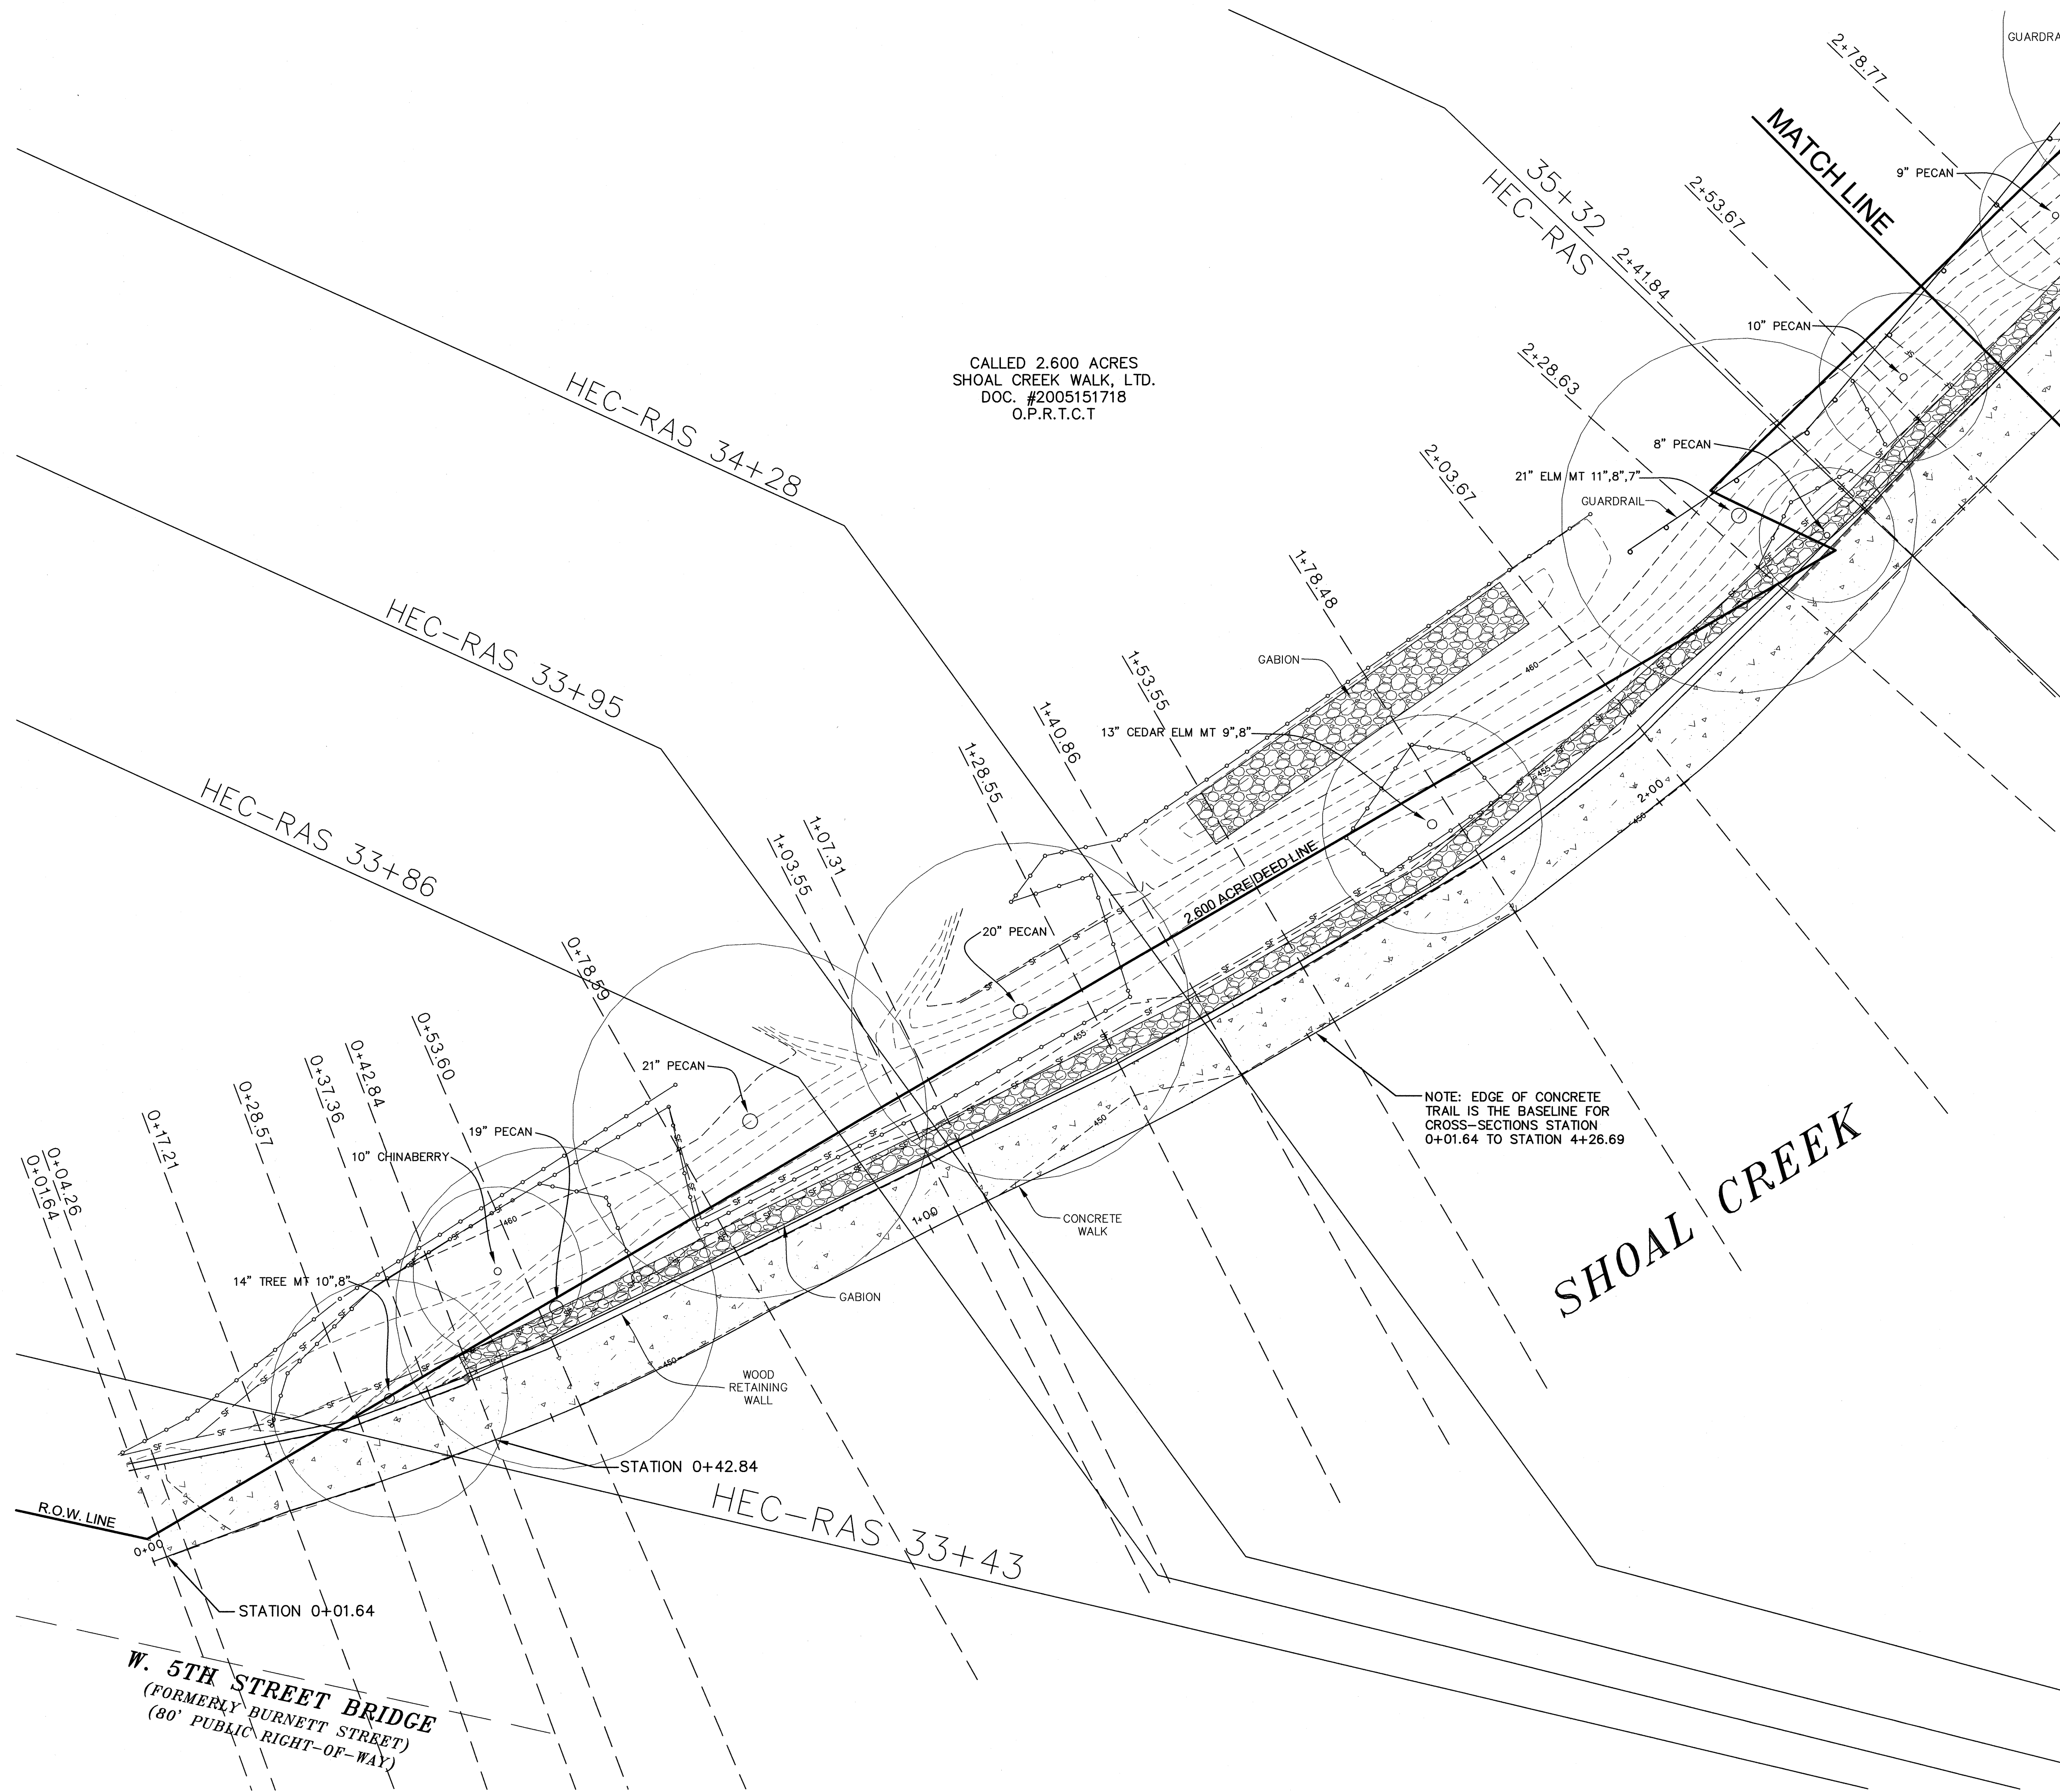 GUARDRA
2+78.77
MATCH LINE
9" PECAN
35+32
HEC-RAS
2+53.67
2+41.84
10" PECAN
2+28.63
CALLED 2.600 ACRES
SHOAL CREEK WALK, LTD.
DOC. #2005151718
O.P.R.T.C.T
HEC-RAS 34+28
8" PECAN
21" ELM MT 11",8",7"
GUARDRAIL
2+03.67
1+78.48
HEC-RAS 33+95
GABION
460
1+53.55
13" CEDAR ELM MT 9",8"
1+40.86
1+28.55
455
2+00
450
HEC-RAS 33+86
1+07.31
1+03.55
2.600 ACRE DEED LINE
20" PECAN
0+78.59
SF
455
0+53.60
21" PECAN
0+42.84
0+37.36
0+28.57
0+17.21
0+04.26
0+01.64
NOTE: EDGE OF CONCRETE
TRAIL IS THE BASELINE FOR
CROSS-SECTIONS STATION
0+01.64 TO STATION 4+26.69
450
19" PECAN
10" CHINABERRY
SHOAL CREEK
CONCRETE
WALK
1+00
460
14" TREE MT 10",8"
GABION
450
WOOD
RETAINING
WALL
SF
STATION 0+42.84
HEC-RAS 33+43
R.O.W. LINE
0+00
STATION 0+01.64
W. 5TH STREET BRIDGE
(FORMERLY BURNETT STREET)
(80' PUBLIC RIGHT-OF-WAY)